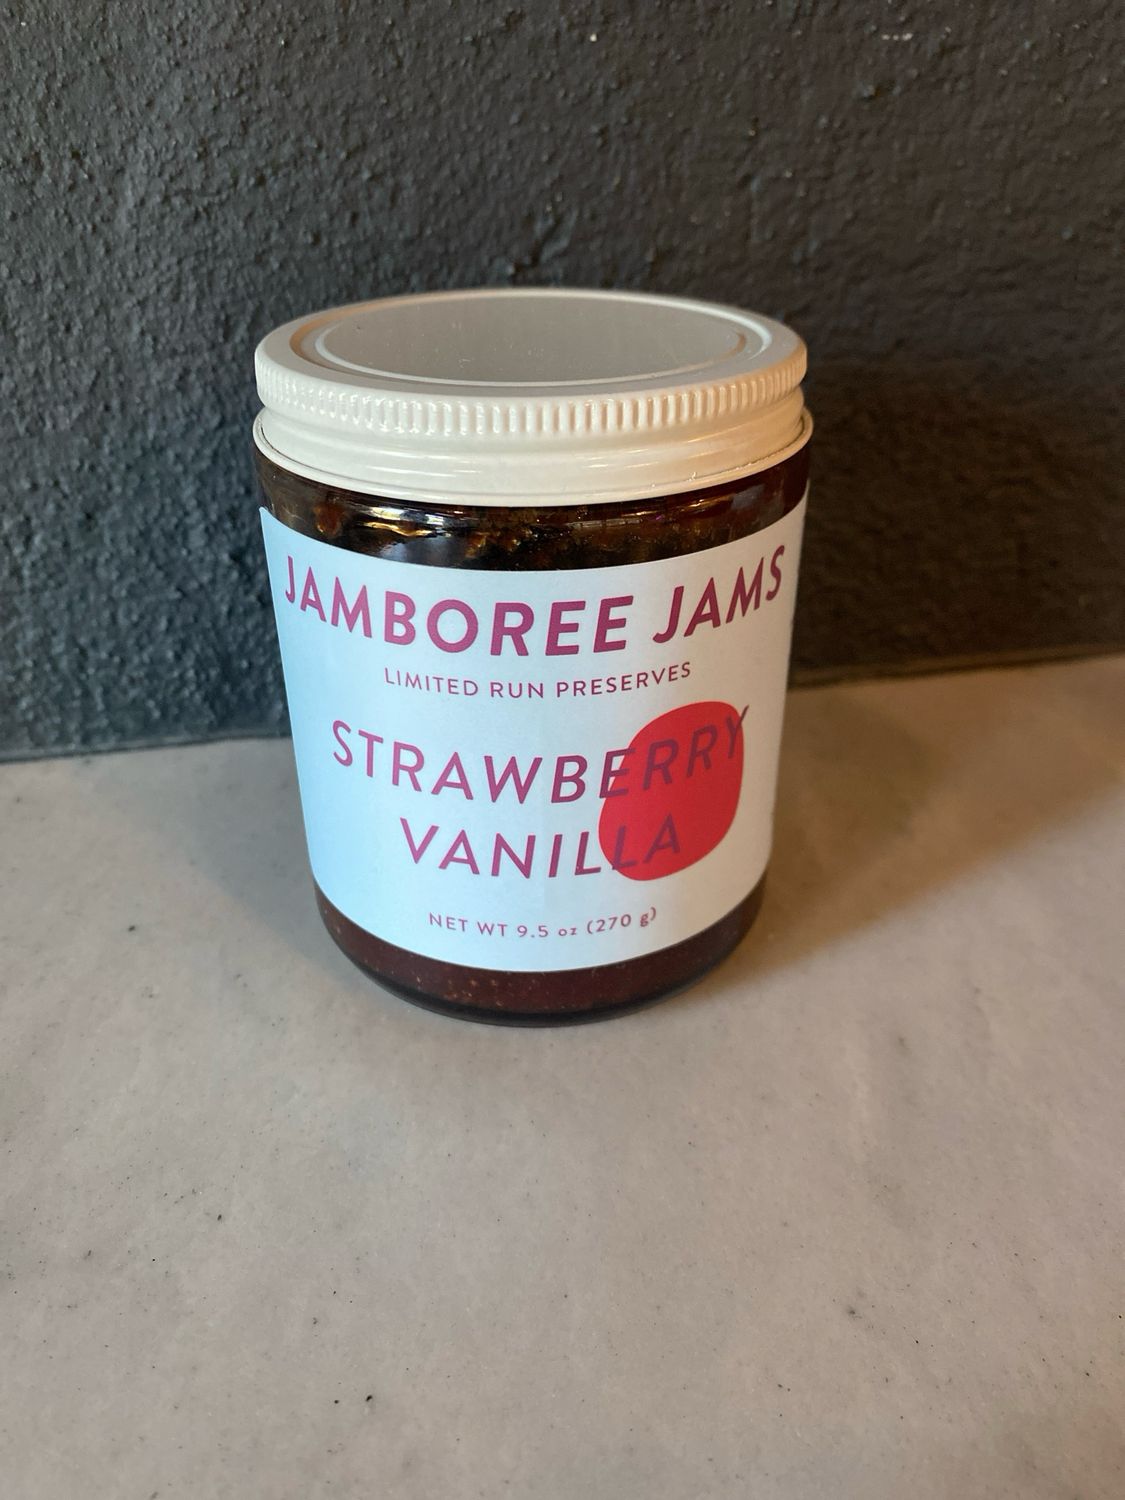 JAMBOREE JAMS
LIMITED RUN PRESERVES
STRAWBERRY
VANILLA
NET WT 9.5 oz (270 g)